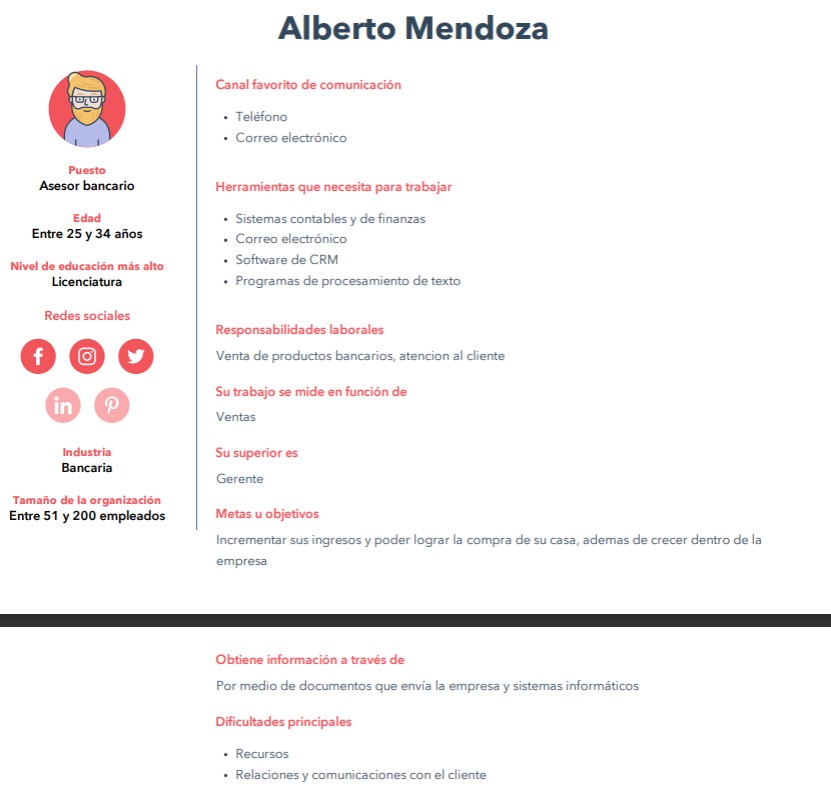 Alberto Mendoza
Puesto
Asesor bancario
Edad
Entre 25 y 34 años
Nivel de educación más alto
Licenciatura
Redes sociales
f
in
Industria
Bancaria
Tamaño de la organización
Entre 51 y 200 empleados
Canal favorito de comunicación
• Teléfono
• Correo electrónico
Herramientas que necesita para trabajar
• Sistemas contables y de finanzas
• Correo electrónico
• Software de CRM
• Programas de procesamiento de texto
Responsabilidades laborales
Venta de productos bancarios, atencion al cliente
Su trabajo se mide en función de
Ventas
Su superior es
Gerente
Metas u objetivos
Incrementar sus ingresos y poder lograr la compra de su casa, ademas de crecer dentro de la
empresa
Obtiene información a través de
Por medio de documentos que envía la empresa y sistemas informáticos
Dificultades principales
• Recursos
• Relaciones y comunicaciones con el cliente